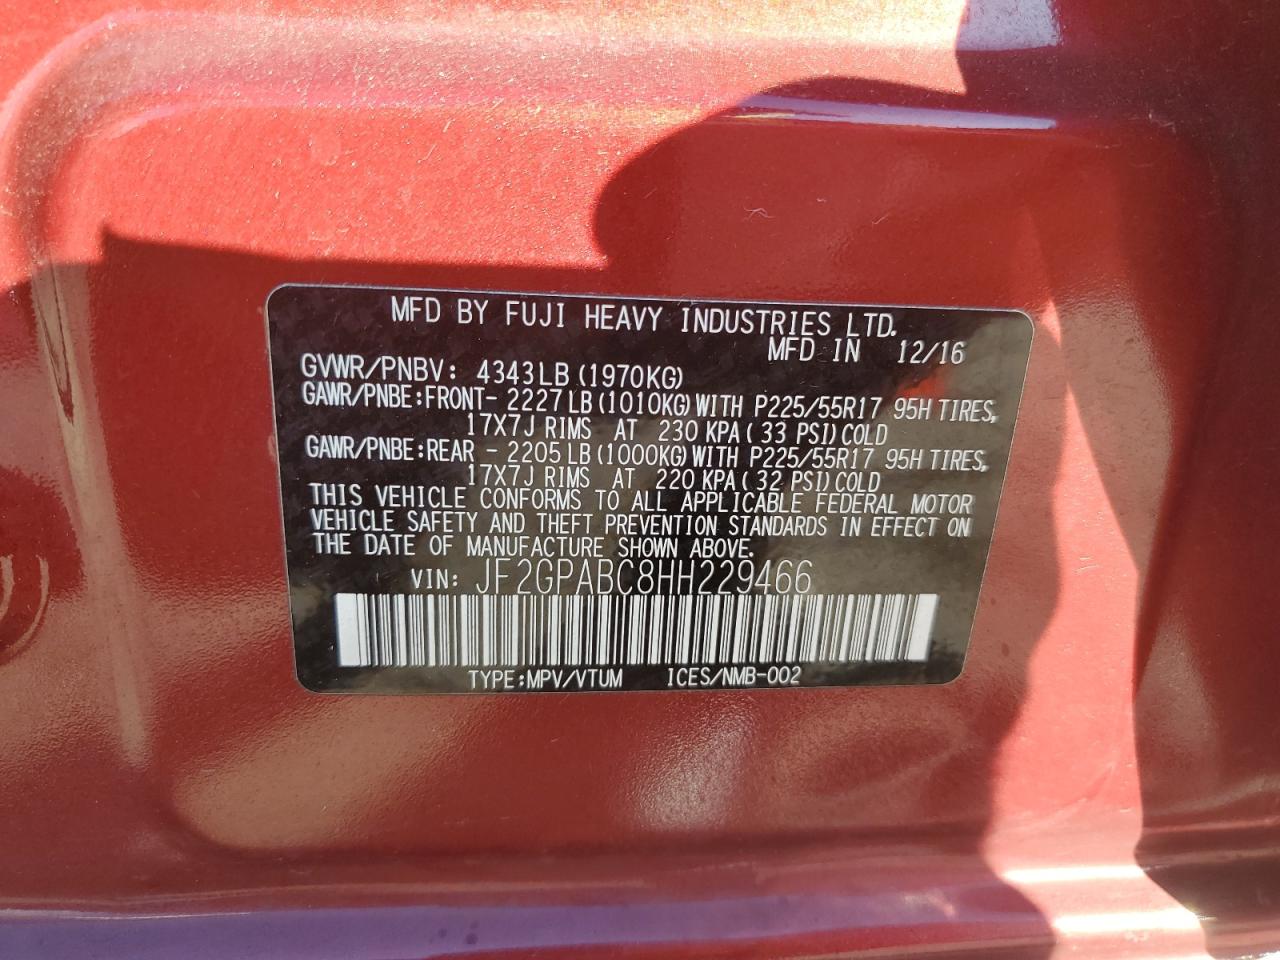 MFD BY FUJI HEAVY INDUSTRIES LTD.
MFD IN 12/16
GVWR/PNBV: 4343LB (1970KG)
GAWR/PNBE:FRONT- 2227LB (1010KG) WITH P225/55R17 95H TIRES,
17X7J RIMS AT 230 KPA (33 PSI) COLD
GAWR/PNBE:REAR - 2205LB (1000KG) WITH P225/55R17 95H TIRES,
17X7J RIMS AT 220 KPA (32 PSI) COLD
THIS VEHICLE CONFORMS TO ALL APPLICABLE FEDERAL MOTOR
VEHICLE SAFETY AND THEFT PREVENTION STANDARDS IN EFFECT ON
THE DATE OF MANUFACTURE SHOWN ABOVE.
VIN: JF2GPABC8HH229466
TYPE:MPV/VTUM ICES/NMB-002